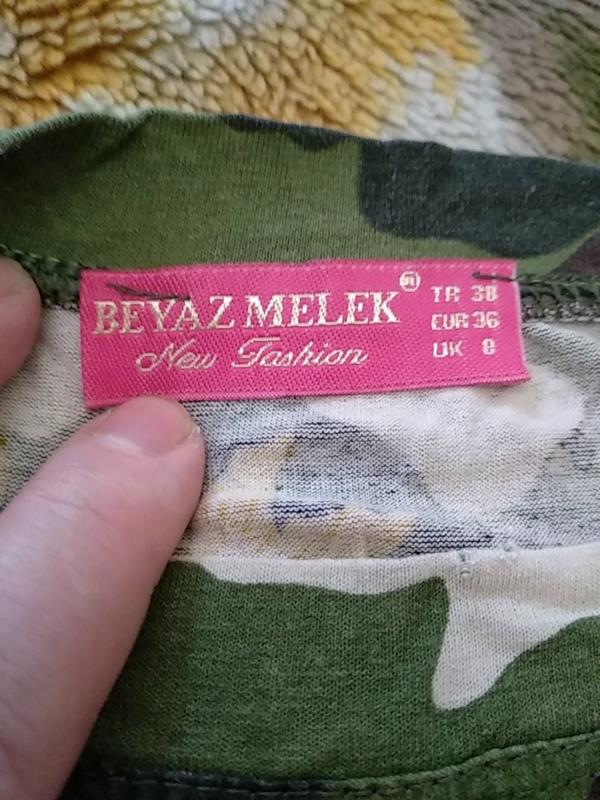 BEYAZ MELEK®
New Fashion
TR 38
EUR 36
UK 8